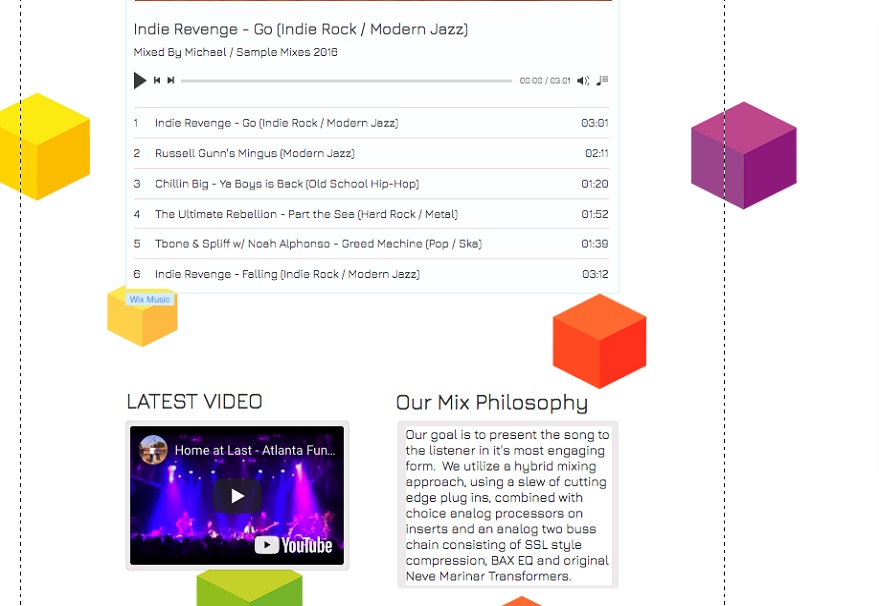 Indie Revenge - Go (Indie Rock / Modern Jazz)
Mixed By Michael / Sample Mixes 2016
00:00 / 03:01
1 Indie Revenge - Go (Indie Rock / Modern Jazz) 03:01
2 Russell Gunn's Mingus (Modern Jazz) 02:11
3 Chillin Big - Ya Boys is Back (Old School Hip-Hop) 01:20
4 The Ultimate Rebellion - Part the Sea (Hard Rock / Metal) 01:52
5 Tbone & Spliff w/ Noah Alphonso - Greed Machine (Pop / Ska) 01:39
6 Indie Revenge - Falling (Indie Rock / Modern Jazz) 03:12
Wix Music
LATEST VIDEO
Home at Last - Atlanta Fun...
YouTube
Our Mix Philosophy
Our goal is to present the song to
the listener in it's most engaging
form. We utilize a hybrid mixing
approach, using a slew of cutting
edge plug ins, combined with
choice analog processors on
inserts and an analog two buss
chain consisting of SSL style
compression, BAX EQ and original
Neve Marinar Transformers.